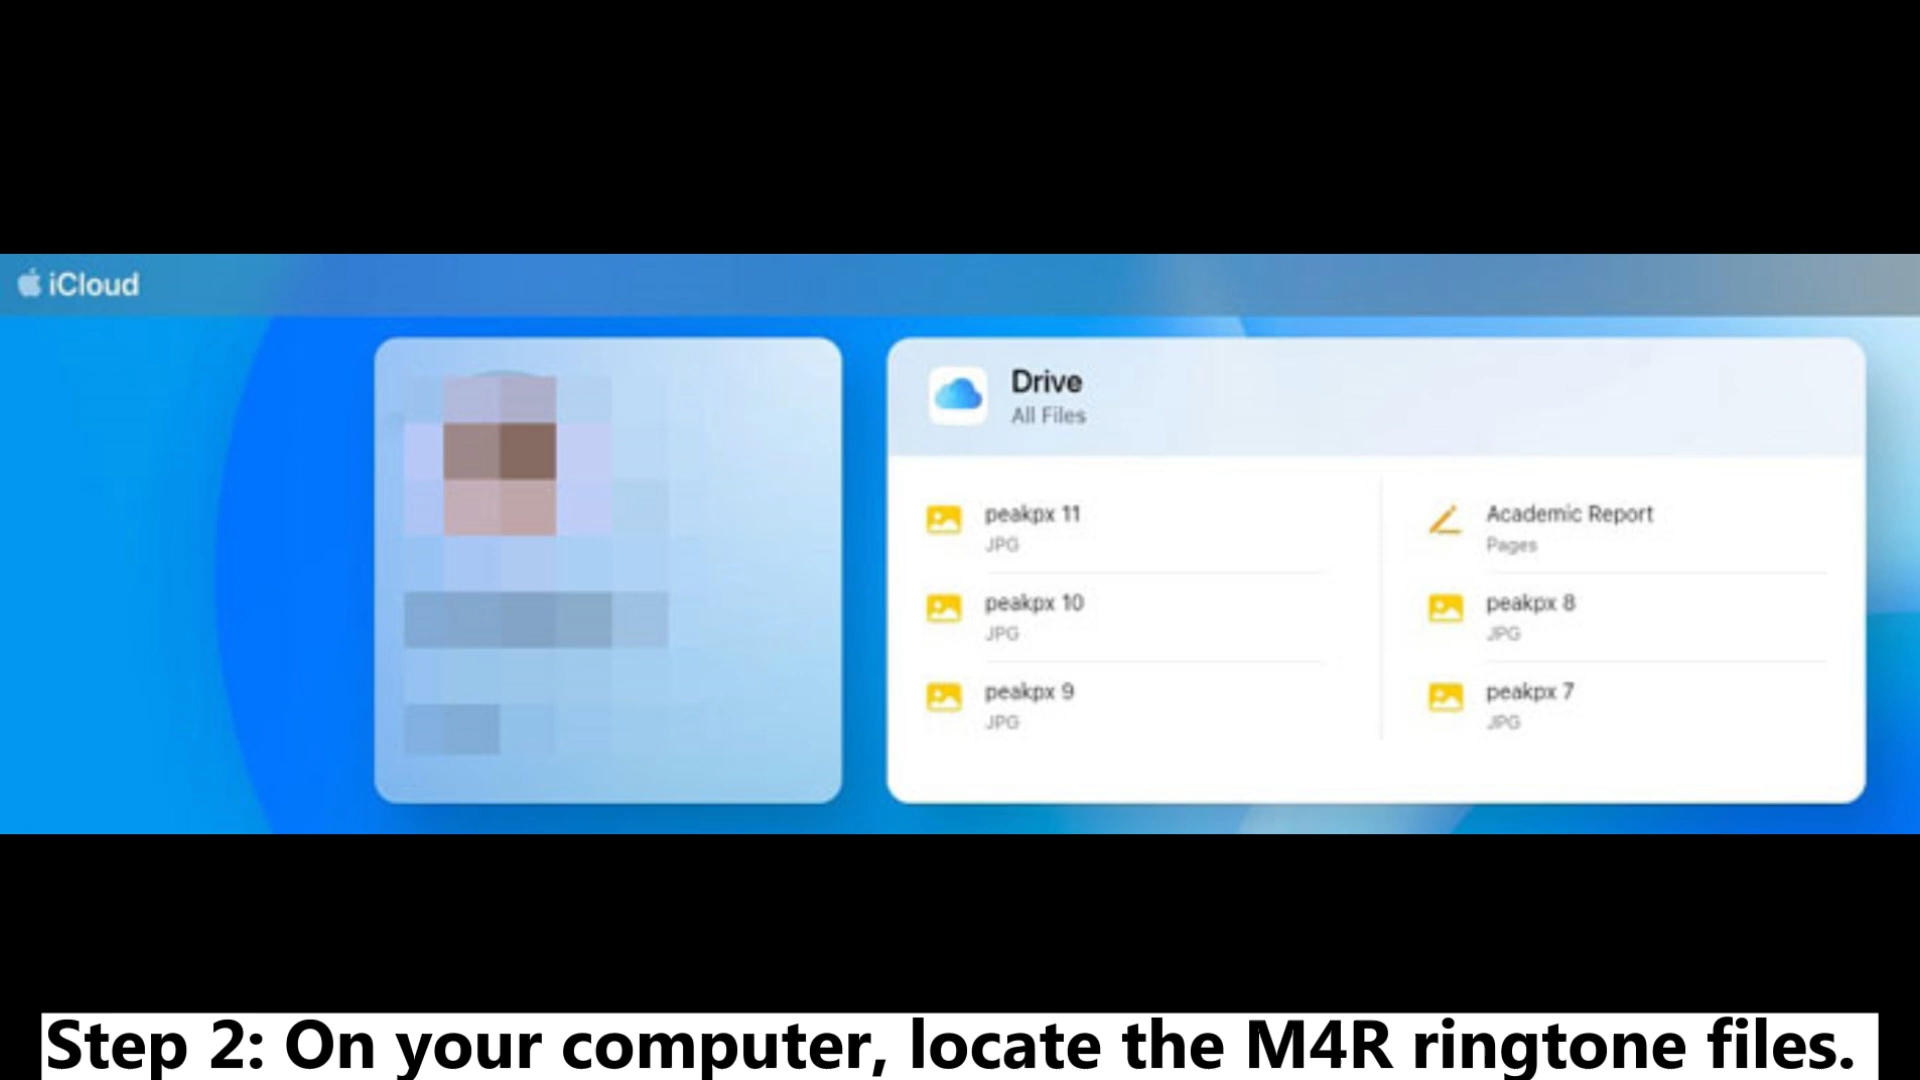 iCloud
Drive
All Files
peakpx 11
JPG
peakpx 10
JPG
peakpx 9
JPG
Academic Report
Pages
peakpx 8
JPG
peakpx 7
JPG
Step 2: On your computer, locate the M4R ringtone files.